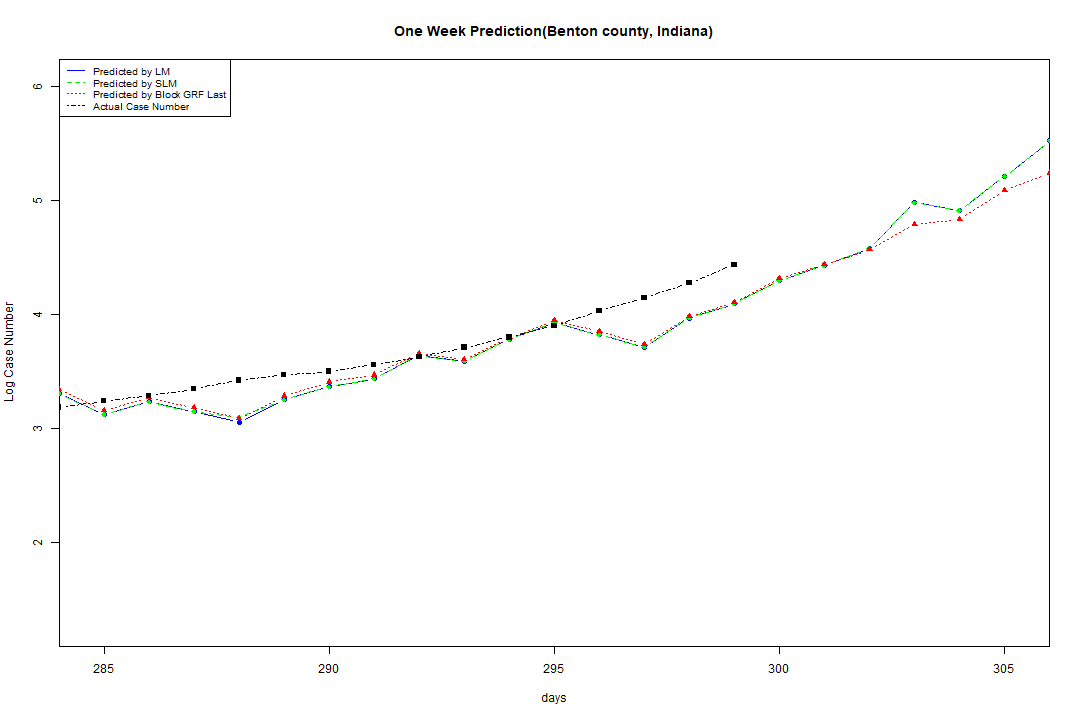 One Week Prediction(Benton county, Indiana)
Predicted by LM
Predicted by SLM
Predicted by Block GRF Last
Actual Case Number
6
5
4
3
2
Log Case Number
285 290 295 300 305
days